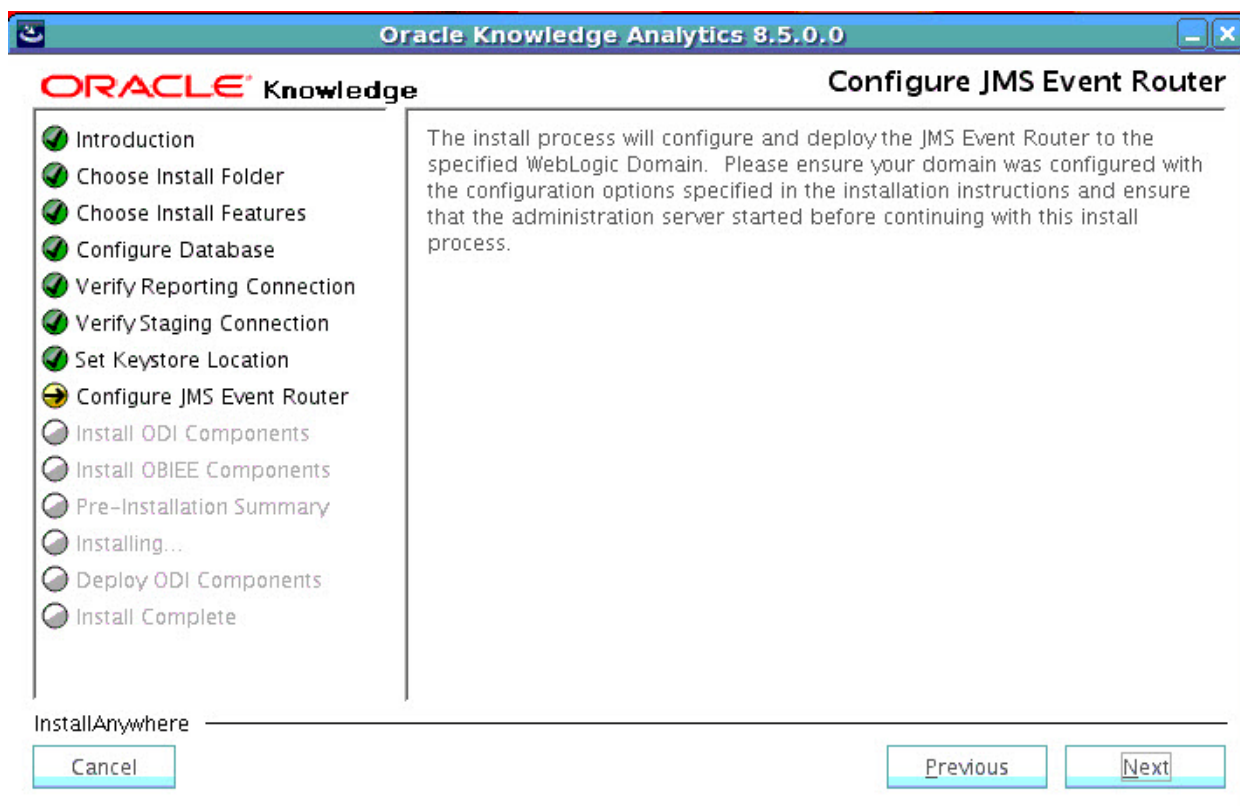 Oracle Knowledge Analytics 8.5.0.0
ORACLE Knowledge
Configure JMS Event Router
Introduction
Choose Install Folder
Choose Install Features
Configure Database
Verify Reporting Connection
Verify Staging Connection
Set Keystore Location
Configure JMS Event Router
Install ODI Components
Install OBIEE Components
Pre-Installation Summary
Installing...
Deploy ODI Components
Install Complete
The install process will configure and deploy the JMS Event Router to the
specified WebLogic Domain. Please ensure your domain was configured with
the configuration options specified in the installation instructions and ensure
that the administration server started before continuing with this install
process.
InstallAnywhere
Cancel
Previous
Next